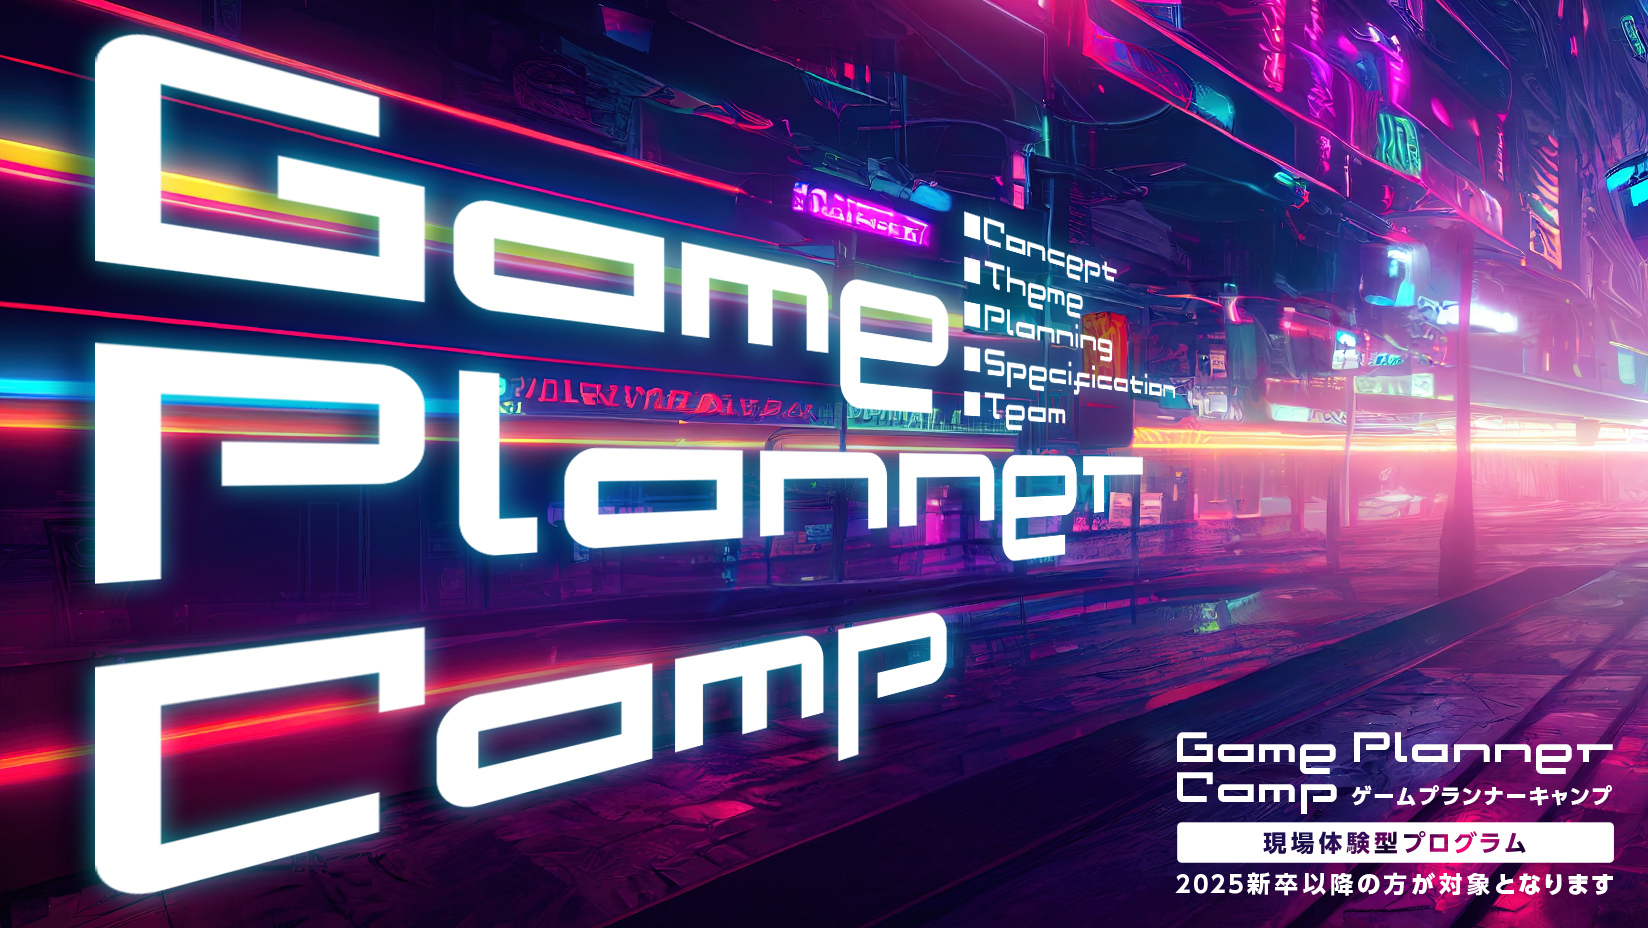 Game
■Concept
■Theme
■Planning
■Specification
■Team
Planner
Camp
Game Planner
Camp ゲームプランナーキャンプ
現場体験型プログラム
2025新卒以降の方が対象となります